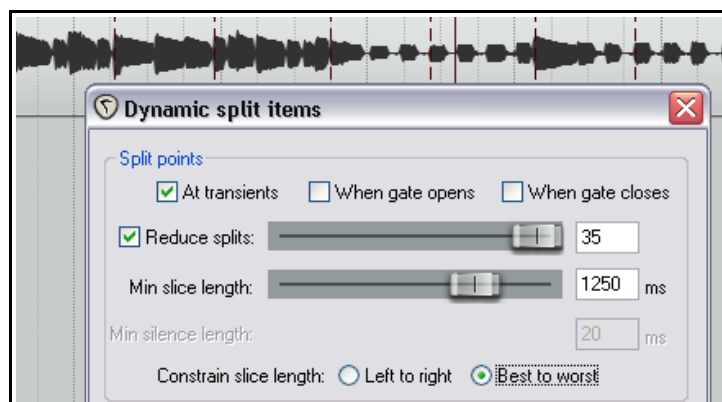 Dynamic split items
Split points
At transients When gate opens When gate closes
Reduce splits: 35
Min slice length: 1250 ms
Min silence length: 20 ms
Constrain slice length: Left to right Best to worst